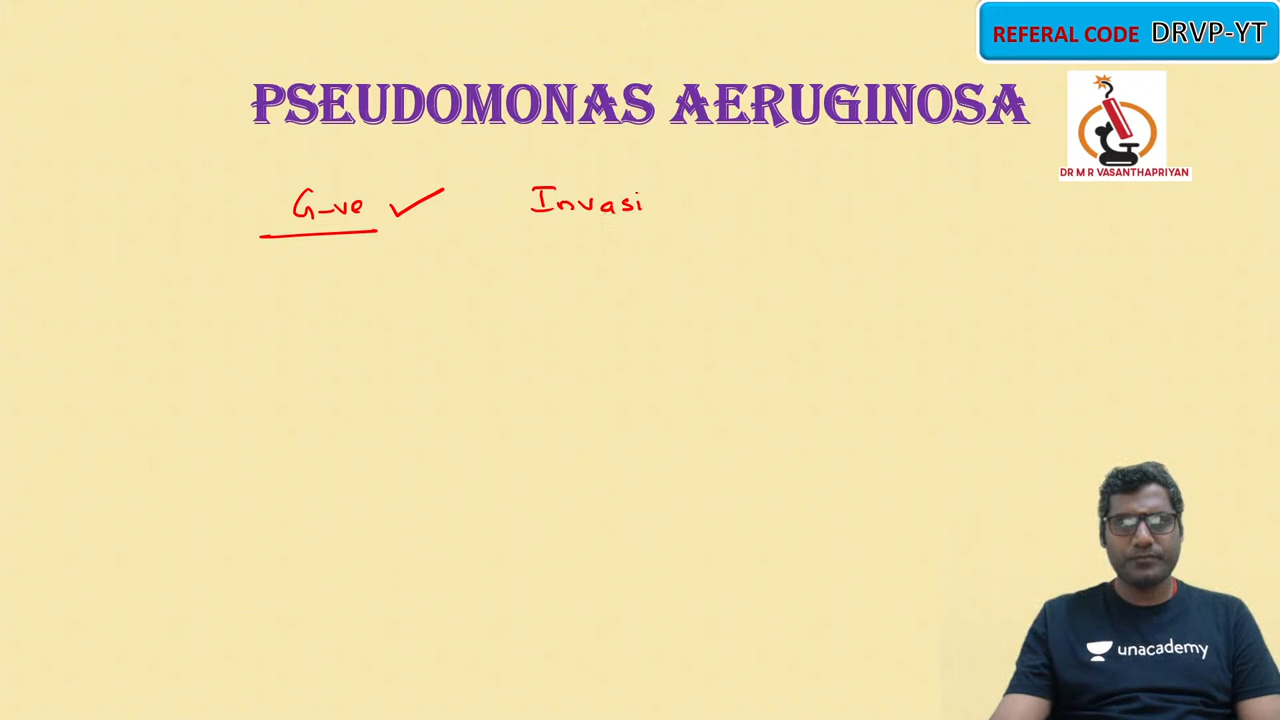 REFERAL CODE DRVP-YT
PSEUDOMONAS AERUGINOSA
DR M R VASANTHAPRIYAN
G-ve ✓ Invasi
unacademy